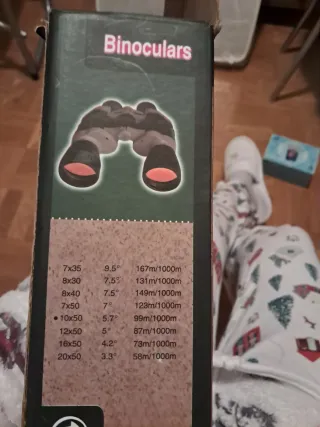 Binoculars
7x35 8.5° 167m/1000m
8x30 7.5° 131m/1000m
8x40 7.5° 149m/1000m
7x50 7° 123m/1000m
• 10x50 5.7° 99m/1000m
12x50 5° 87m/1000m
16x50 4.2° 73m/1000m
20x50 3.3° 58m/1000m